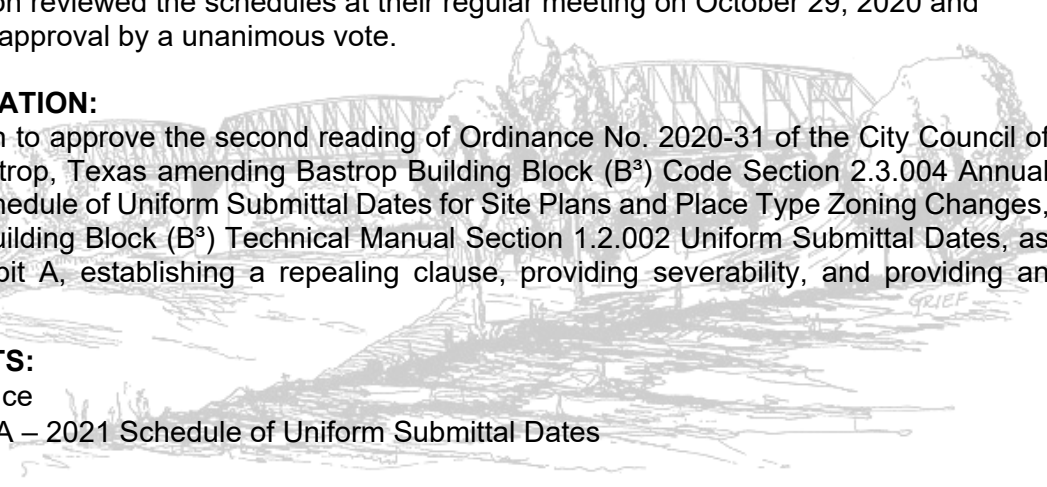 on reviewed the schedules at their regular meeting on October 29, 2020 and
approval by a unanimous vote.
ATION:
n to approve the second reading of Ordinance No. 2020-31 of the City Council of
trop, Texas amending Bastrop Building Block (B³) Code Section 2.3.004 Annual
hedule of Uniform Submittal Dates for Site Plans and Place Type Zoning Changes,
uilding Block (B³) Technical Manual Section 1.2.002 Uniform Submittal Dates, as
bit A, establishing a repealing clause, providing severability, and providing an
GRIEF
TS:
ce
A – 2021 Schedule of Uniform Submittal Dates